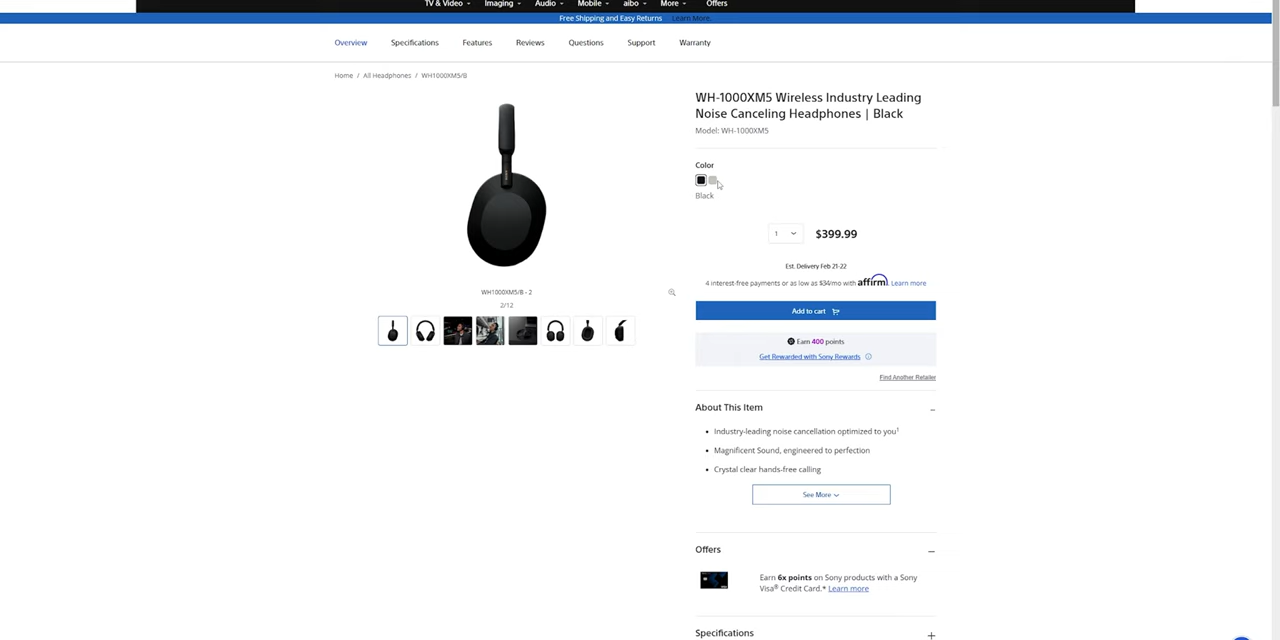 TV & Video Imaging Audio Mobile aibo More Offers
Free Shipping and Easy Returns Learn More.
Overview Specifications Features Reviews Questions Support Warranty
Home / All Headphones / WH1000XM5/B
WH-1000XM5 Wireless Industry Leading
Noise Canceling Headphones | Black
Model: WH-1000XM5
Color
Black
1 $399.99
Est. Delivery Feb 21-22
4 interest-free payments or as low as $34/mo with affirm. Learn more
Add to cart
Earn 400 points
Get Rewarded with Sony Rewards
Find Another Retailer
WH1000XM5/B - 2
2/12
About This Item
• Industry-leading noise cancellation optimized to you¹
• Magnificent Sound, engineered to perfection
• Crystal clear hands-free calling
See More
Offers
Earn 6x points on Sony products with a Sony
Visa® Credit Card.* Learn more
Specifications